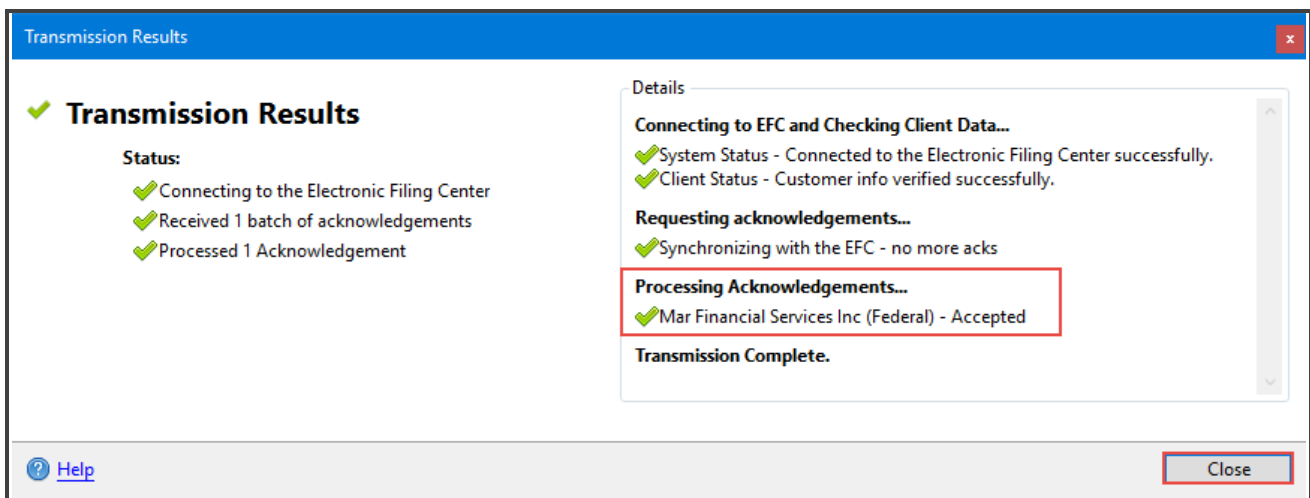 Transmission Results
x
Transmission Results
Status:
Connecting to the Electronic Filing Center
Received 1 batch of acknowledgements
Processed 1 Acknowledgement
Details
Connecting to EFC and Checking Client Data...
System Status - Connected to the Electronic Filing Center successfully.
Client Status - Customer info verified successfully.
Requesting acknowledgements...
Synchronizing with the EFC - no more acks
Processing Acknowledgements...
Mar Financial Services Inc (Federal) - Accepted
Transmission Complete.
? Help
Close